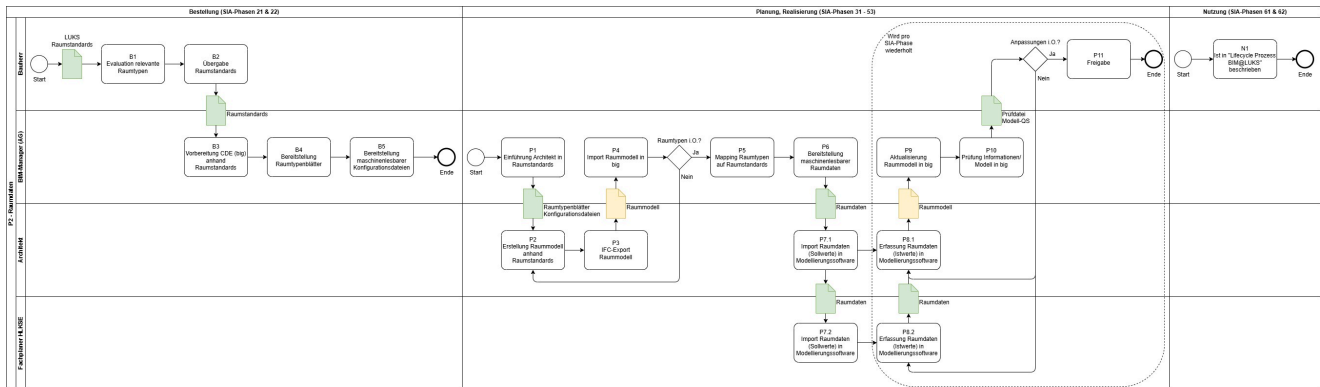 Bestellung (SIA-Phasen 21 & 22)
Planung, Realisierung (SIA-Phasen 31 - 53)
Nutzung (SIA-Phasen 61 & 62)
P2 - Raumdaten
Bauherr
BIM-Manager (AG)
Architekt
Fachplaner HLKSE
Start
LUKS
Raumstandards
B1
Evaluation relevante
Raumtypen
B2
Übergabe
Raumstandards
Raumstandards
B3
Vorbereitung CDE (big)
anhand
Raumstandards
B4
Bereitstellung
Raumtypenblätter
B5
Bereitstellung
maschinenlesbarer
Konfigurationsdateien
Ende
Start
P1
Einführung Architekt in
Raumstandards
Raumtypenblätter
Konfigurationsdateien
P2
Erstellung Raummodell
anhand
Raumstandards
P3
IFC-Export
Raummodell
Raummodell
P4
Import Raummodell in
big
Raumtypen i.O.?
Ja
Nein
P5
Mapping Raumtypen
auf Raumstandards
P6
Bereitstellung
maschinenlesbarer
Raumdaten
Raumdaten
P7.1
Import Raumdaten
(Sollwerte) in
Modellierungssoftware
Raumdaten
P7.2
Import Raumdaten
(Sollwerte) in
Modellierungssoftware
Wird pro
SIA-Phase
wiederholt
P8.1
Erfassung Raumdaten
(Istwerte) in
Modellierungssoftware
Raumdaten
P8.2
Erfassung Raumdaten
(Istwerte) in
Modellierungssoftware
Raummodell
P9
Aktualisierung
Raummodell in big
P10
Prüfung Informationen/
Modell in big
Prüfdatei
Modell-QS
Anpassungen i.O.?
Ja
Nein
P11
Freigabe
Ende
Start
N1
Ist in "Lifecycle Prozess
BIM@LUKS"
beschrieben
Ende